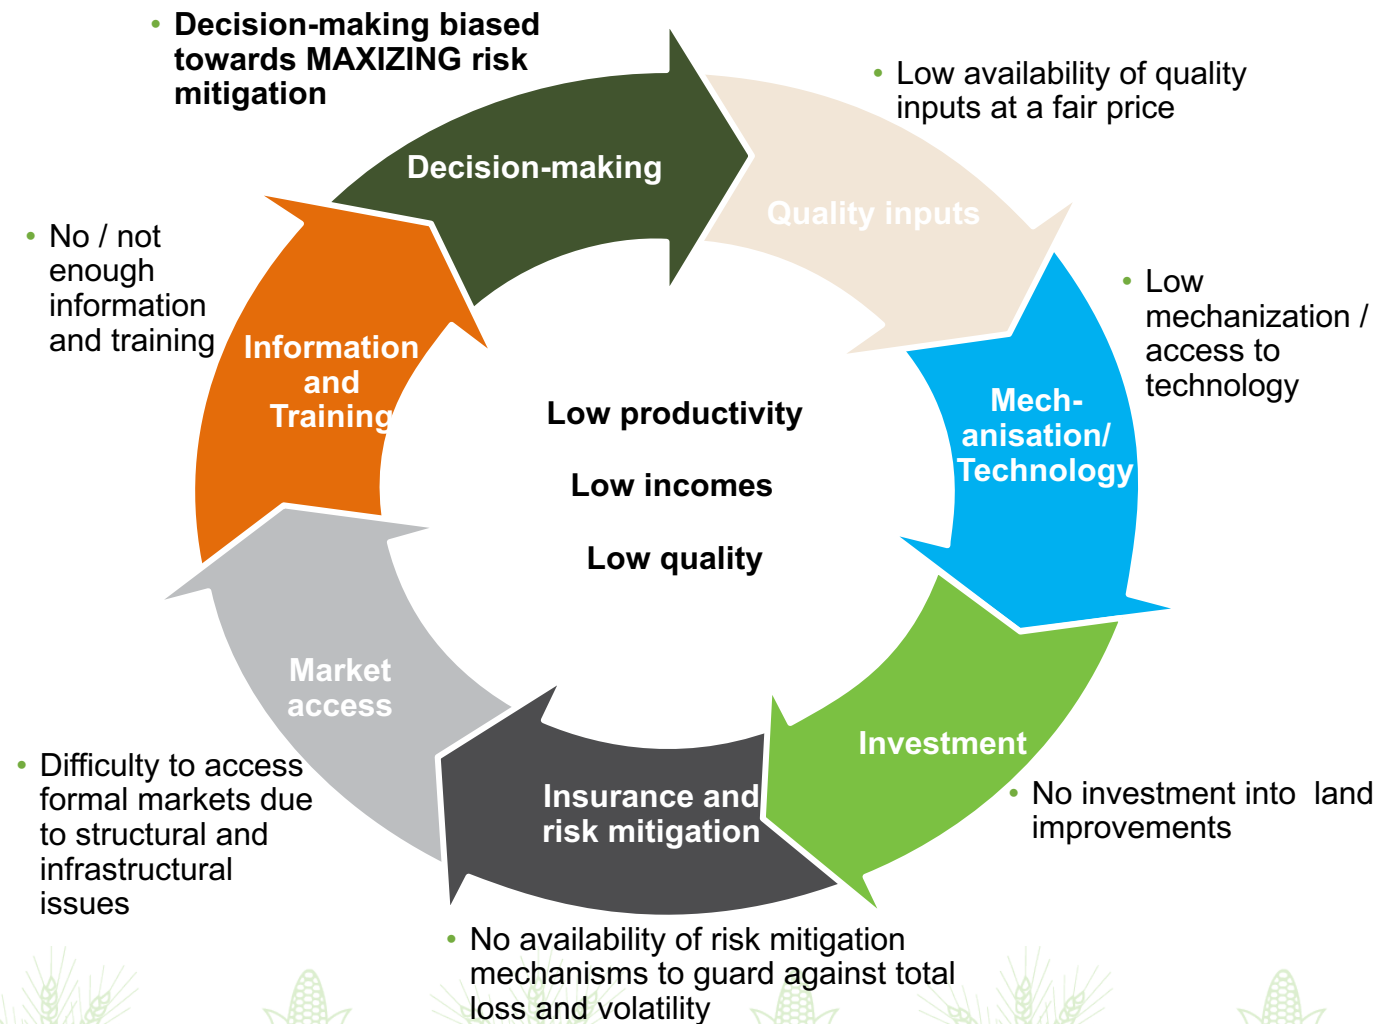 • Decision-making biased
towards MAXIZING risk
mitigation
Decision-making
• Low availability of quality
inputs at a fair price
Quality inputs
• Low
mechanization /
access to
technology
Mech-
anisation/
Technology
• No investment into  land
improvements
Investment
• No availability of risk mitigation
mechanisms to guard against total
loss and volatility
Insurance and
risk mitigation
• Difficulty to access
formal markets due
to structural and
infrastructural
issues
Market
access
• No / not
enough
information
and training
Information
and
Training
Low productivity
Low incomes
Low quality